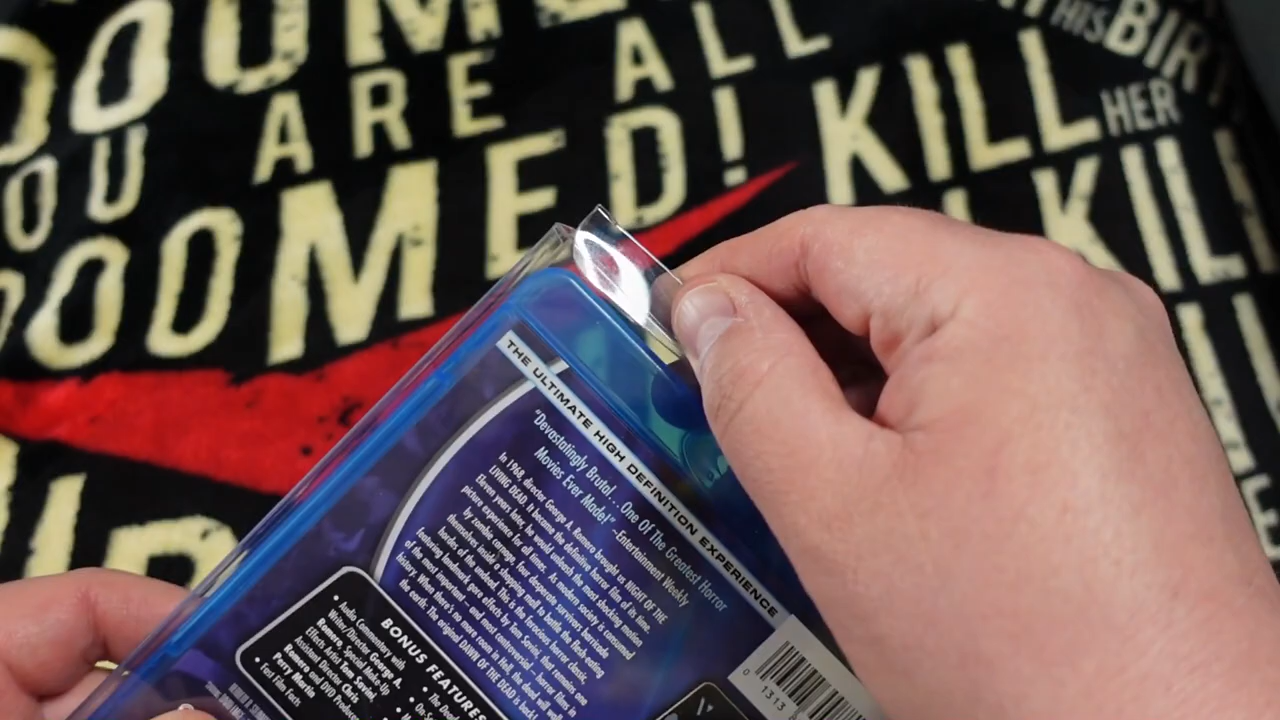 DOOMED
YOU ARE ALL
DOOMED! KILL HER
HIS BIRT
KILL
THE ULTIMATE HIGH DEFINITION EXPERIENCE
"Devastatingly Brutal...One Of The Greatest Horror
Movies Ever Made!" –Entertainment Weekly
In 1968, director George A. Romero brought us NIGHT OF THE
LIVING DEAD. It became the definitive horror film of its time.
Eleven years later, he would unleash the most shocking motion
picture experience for all times. As modern society is consumed
by zombie carnage, four desperate survivors barricade
themselves inside a shopping mall to battle the flesh-eating
hordes of the undead. This is the ferocious horror classic,
featuring landmark gore effects by Tom Savini, that remains one
of the most important – and most controversial – horror films in
history. When there's no more room in Hell, the dead will walk
the earth. The original DAWN OF THE DEAD is back!
BONUS FEATURES
• Audio Commentary with
Writer/Director George A.
Romero, Special Make-Up
Effects Artist Tom Savini,
Assistant Director Chris
Romero and DVD Producer
Perry Martin
• Fast Film Facts
0 1313